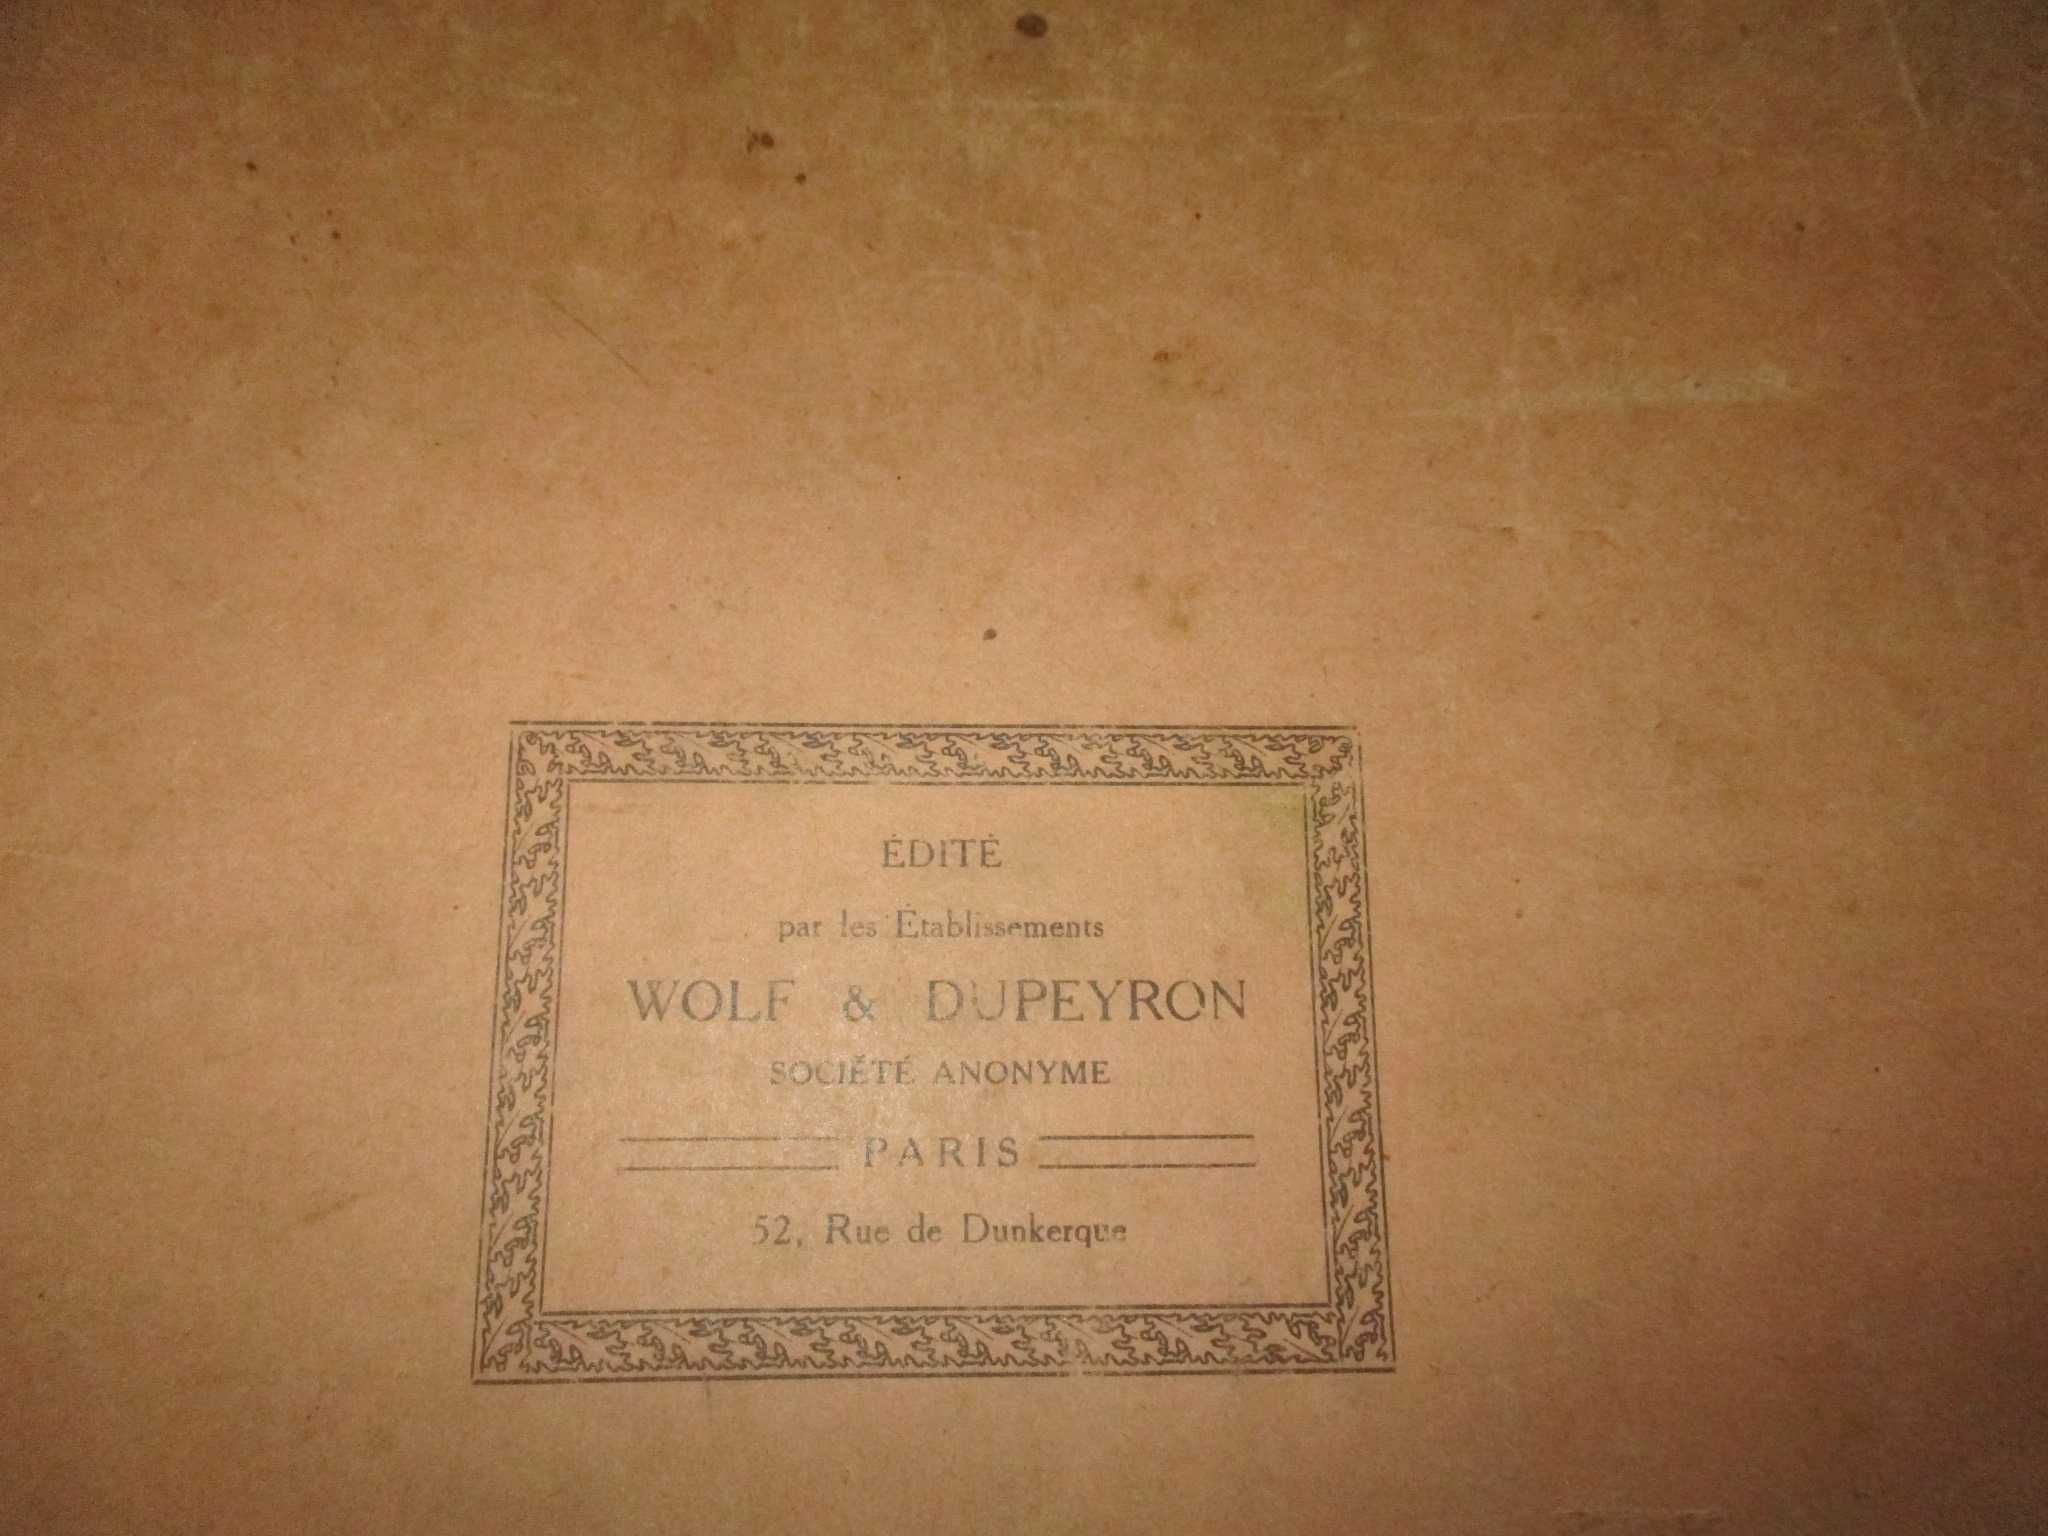 ÉDITÉ
par les Établissements
WOLF & DUPEYRON
SOCIÉTÉ ANONYME
PARIS
52, Rue de Dunkerque